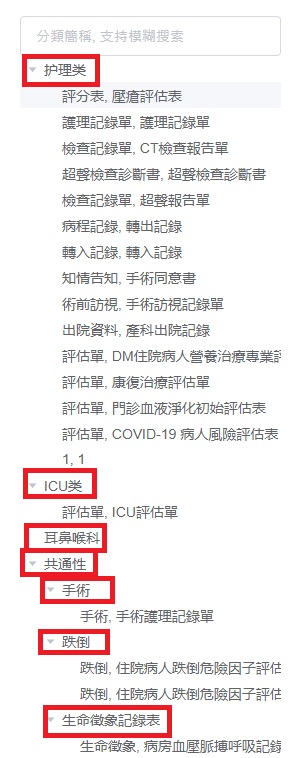 分類簡稱, 支持模糊搜索
护理类
評分表, 壓瘡評估表
護理記錄單, 護理記錄單
檢查記錄單, CT檢查報告單
超聲檢查診斷書, 超聲檢查診斷書
檢查記錄單, 超聲報告單
病程記錄, 轉出記錄
轉入記錄, 轉入記錄
知情告知, 手術同意書
術前訪視, 手術訪視記錄單
出院資料, 產科出院記錄
評估單, DM住院病人營養治療專業評
評估單, 康復治療評估單
評估單, 門診血液淨化初始評估表
評估單, COVID-19 病人風險評估表
1, 1
ICU类
評估單, ICU評估單
耳鼻喉科
共通性
手術
手術, 手術護理記錄單
跌倒
跌倒, 住院病人跌倒危險因子評估
跌倒, 住院病人跌倒危險因子評估
生命徵象記錄表
生命徵象, 病房血壓脈搏呼吸記錄